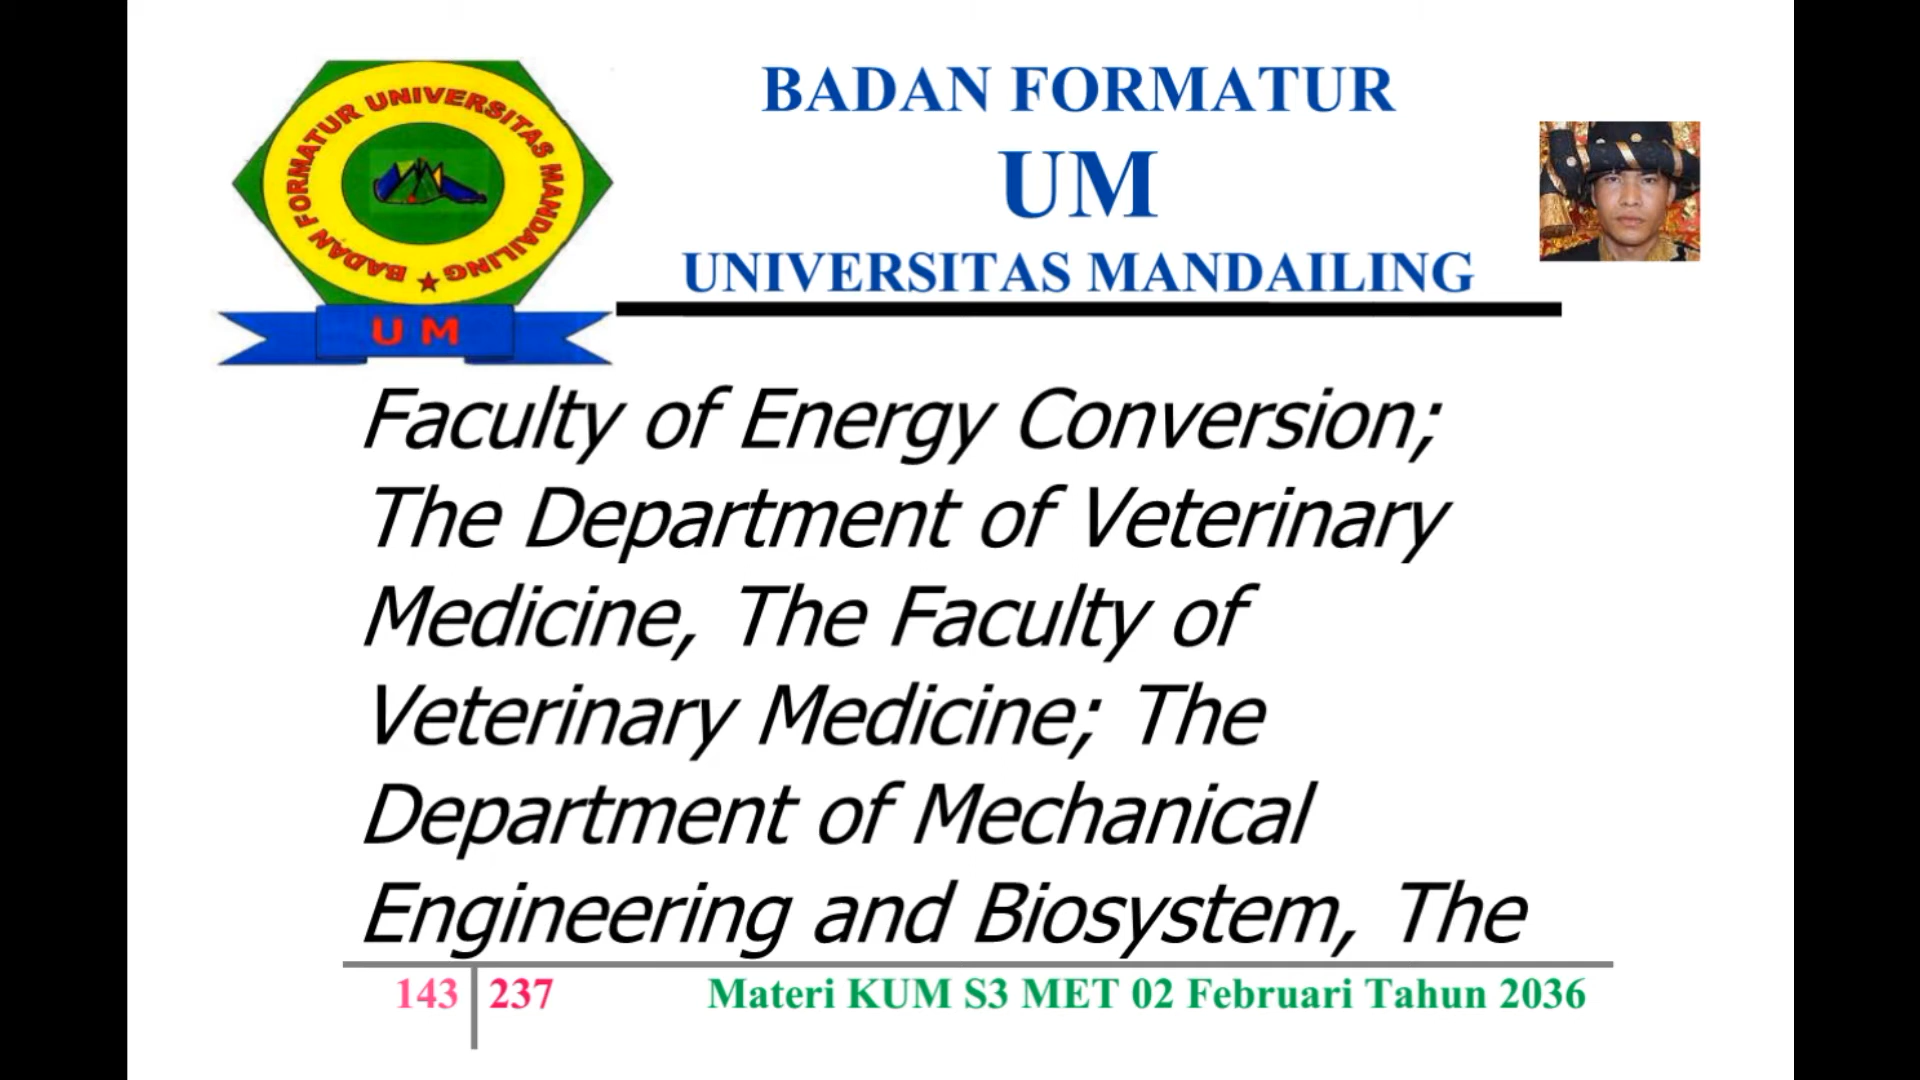 BADAN FORMATUR UNIVERSITAS MANDAILING
U M
BADAN FORMATUR
UM
UNIVERSITAS MANDAILING
Faculty of Energy Conversion;
The Department of Veterinary
Medicine, The Faculty of
Veterinary Medicine; The
Department of Mechanical
Engineering and Biosystem, The
143 237 Materi KUM S3 MET 02 Februari Tahun 2036